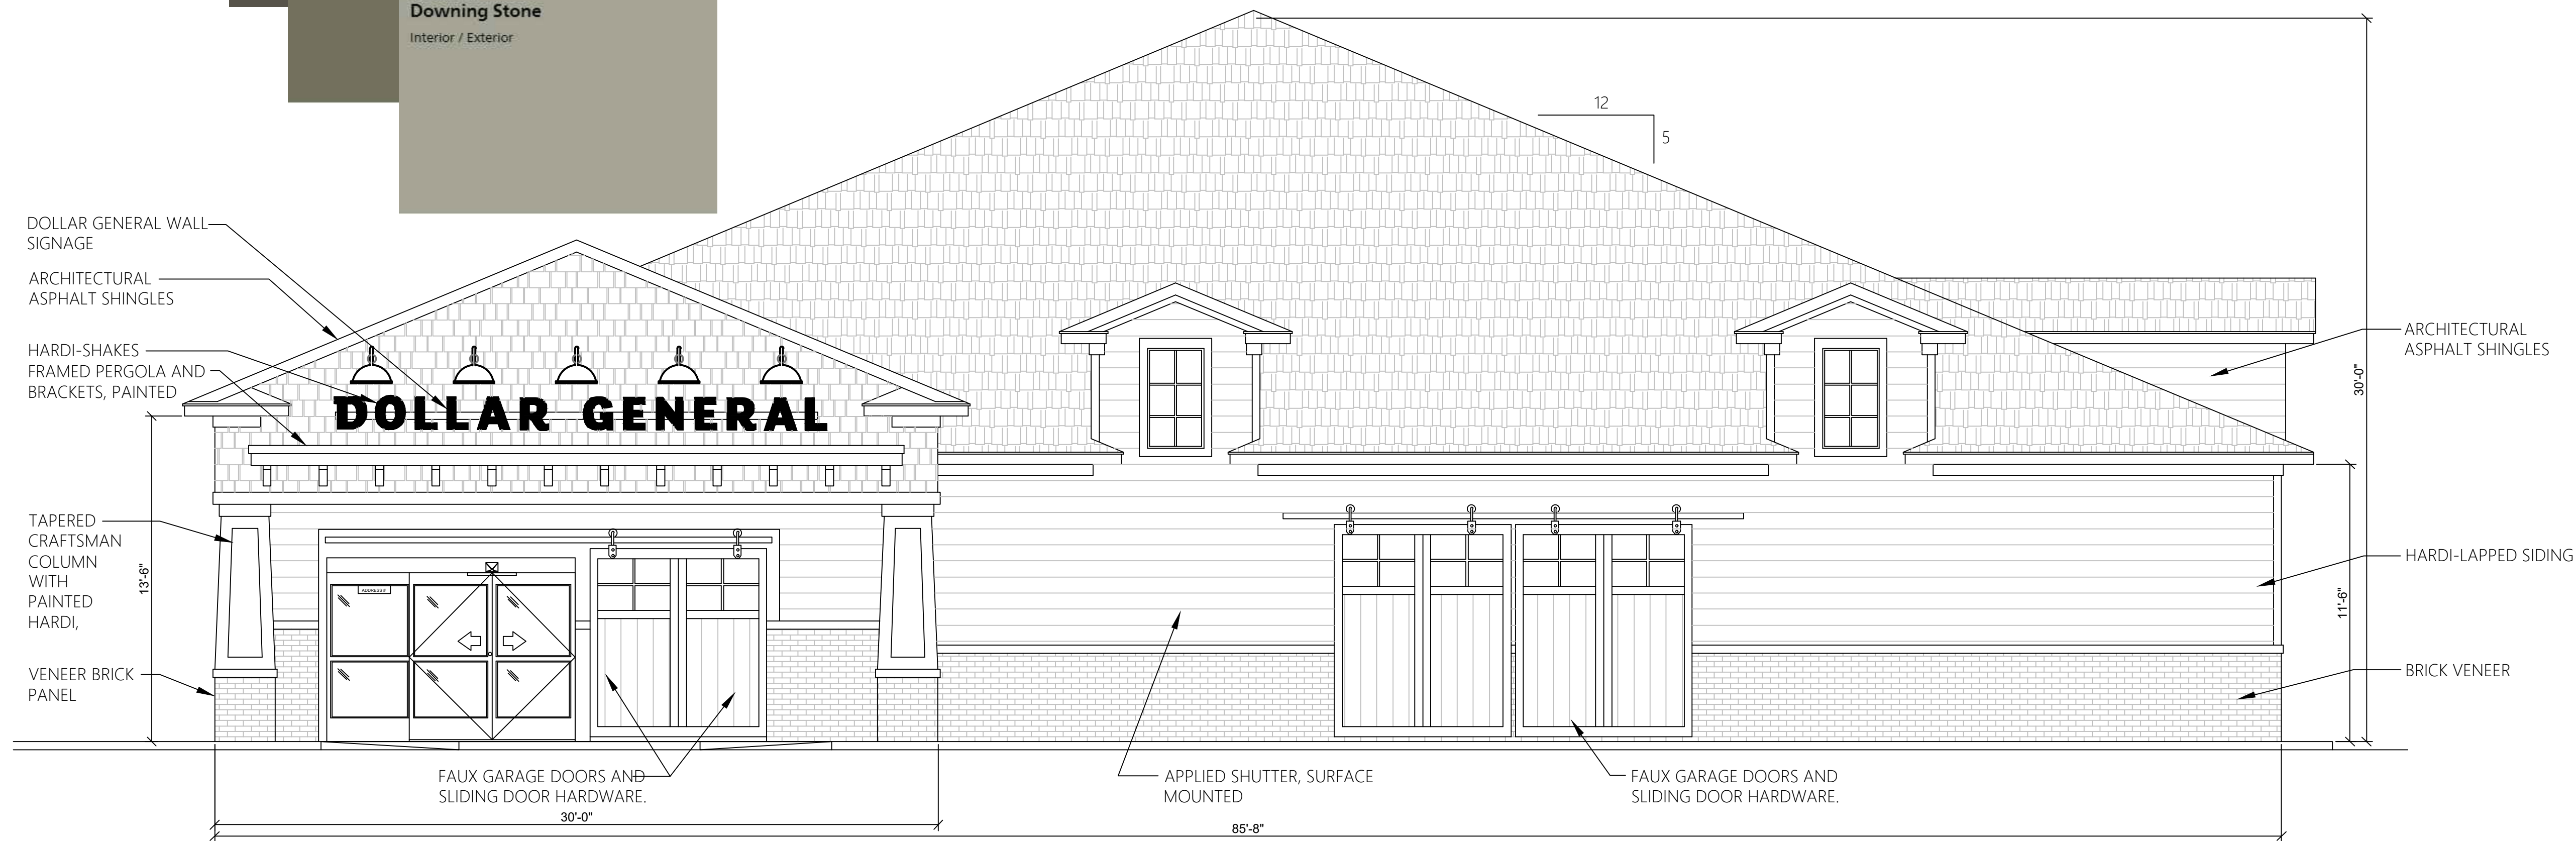 Downing Stone
Interior / Exterior
12
5
DOLLAR GENERAL WALL
SIGNAGE
ARCHITECTURAL
ASPHALT SHINGLES
HARDI-SHAKES
FRAMED PERGOLA AND
BRACKETS, PAINTED
DOLLAR GENERAL
TAPERED
CRAFTSMAN
COLUMN
WITH
PAINTED
HARDI,
13'-6"
ADDRESS #
VENEER BRICK
PANEL
ARCHITECTURAL
ASPHALT SHINGLES
30'-0"
HARDI-LAPPED SIDING
11'-6"
BRICK VENEER
FAUX GARAGE DOORS AND
SLIDING DOOR HARDWARE.
APPLIED SHUTTER, SURFACE
MOUNTED
FAUX GARAGE DOORS AND
SLIDING DOOR HARDWARE.
30'-0"
85'-8"